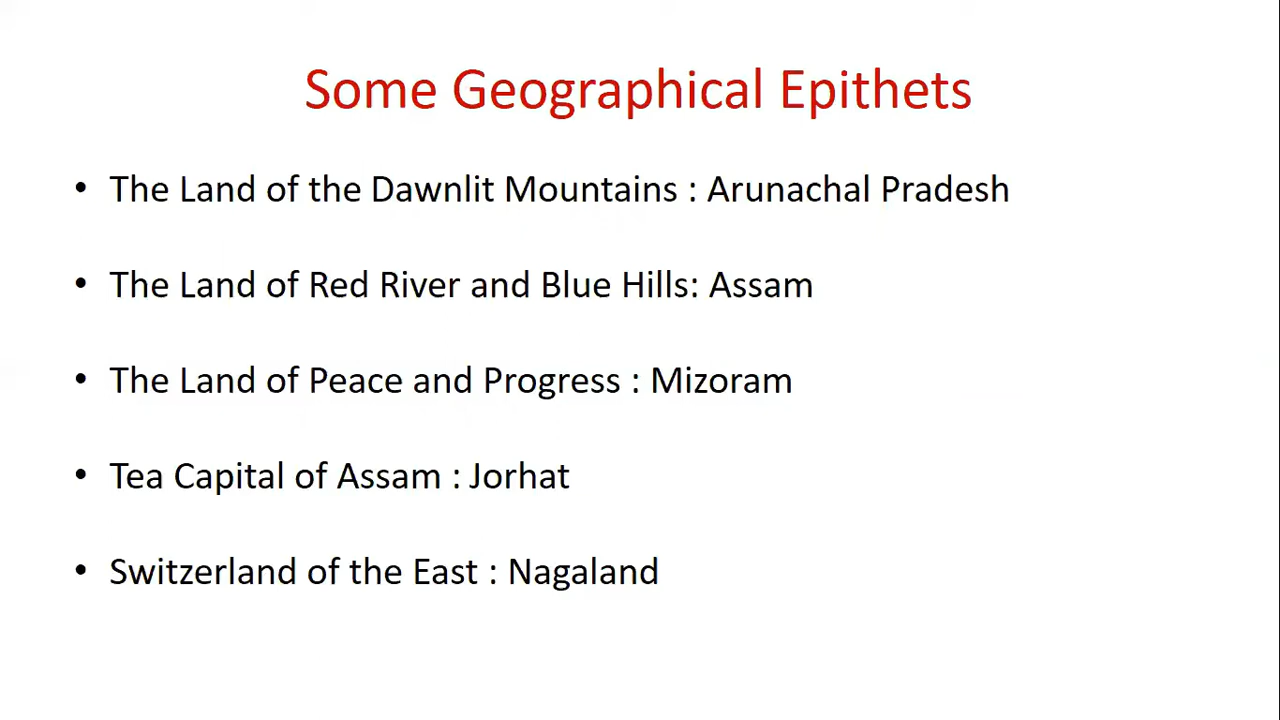 Some Geographical Epithets
• The Land of the Dawnlit Mountains : Arunachal Pradesh
• The Land of Red River and Blue Hills: Assam
• The Land of Peace and Progress : Mizoram
• Tea Capital of Assam : Jorhat
• Switzerland of the East : Nagaland